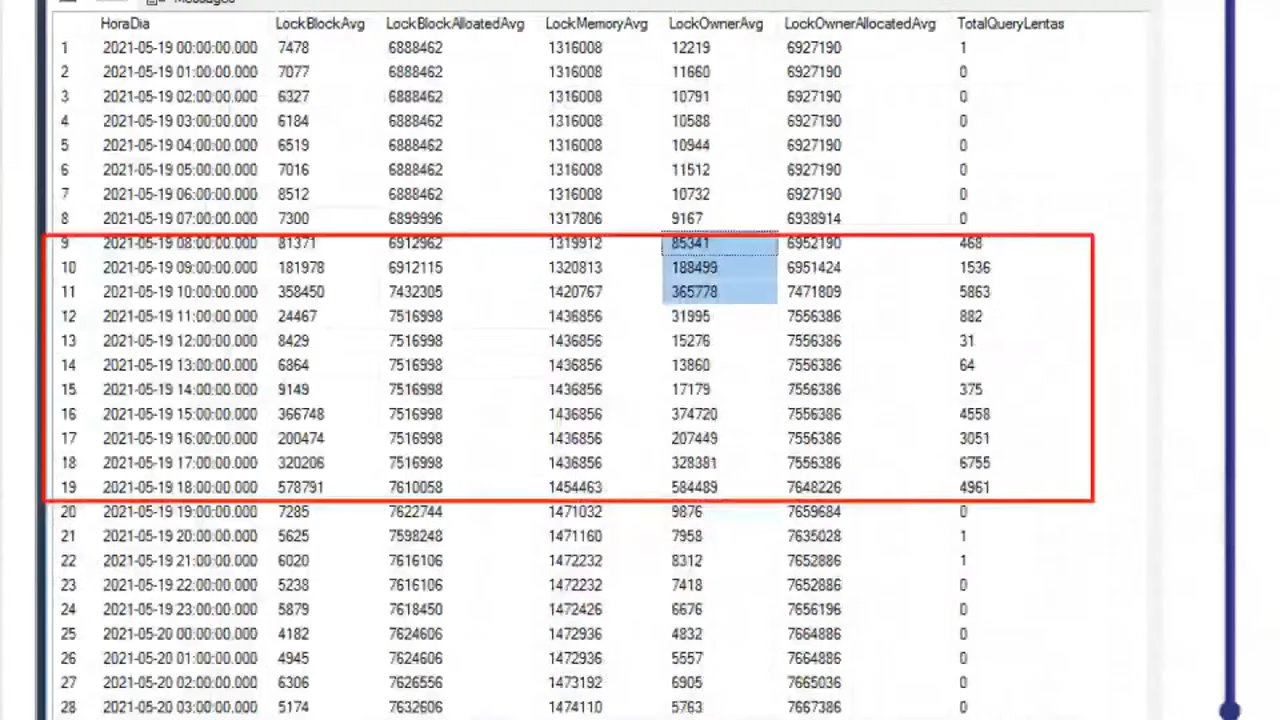 HoraDia LockBlockAvg LockBlockAlloatedAvg LockMemoryAvg LockOwnerAvg LockOwnerAllocatedAvg TotalQueryLentas
1 2021-05-19 00:00:00.000 7478 6888462 1316008 12219 6927190 1
2 2021-05-19 01:00:00.000 7077 6888462 1316008 11660 6927190 0
3 2021-05-19 02:00:00.000 6327 6888462 1316008 10791 6927190 0
4 2021-05-19 03:00:00.000 6184 6888462 1316008 10588 6927190 0
5 2021-05-19 04:00:00.000 6519 6888462 1316008 10944 6927190 0
6 2021-05-19 05:00:00.000 7016 6888462 1316008 11512 6927190 0
7 2021-05-19 06:00:00.000 8512 6888462 1316008 10732 6927190 0
8 2021-05-19 07:00:00.000 7300 6899996 1317806 9167 6938914 0
9 2021-05-19 08:00:00.000 81371 6912962 1319912 85341 6952190 468
10 2021-05-19 09:00:00.000 181978 6912115 1320813 188499 6951424 1536
11 2021-05-19 10:00:00.000 358450 7432305 1420767 365778 7471809 5863
12 2021-05-19 11:00:00.000 24467 7516998 1436856 31995 7556386 882
13 2021-05-19 12:00:00.000 8429 7516998 1436856 15276 7556386 31
14 2021-05-19 13:00:00.000 6864 7516998 1436856 13860 7556386 64
15 2021-05-19 14:00:00.000 9149 7516998 1436856 17179 7556386 375
16 2021-05-19 15:00:00.000 366748 7516998 1436856 374720 7556386 4558
17 2021-05-19 16:00:00.000 200474 7516998 1436856 207449 7556386 3051
18 2021-05-19 17:00:00.000 320206 7516998 1436856 328381 7556386 6755
19 2021-05-19 18:00:00.000 578791 7610058 1454463 584489 7648226 4961
20 2021-05-19 19:00:00.000 7285 7622744 1471032 9876 7659684 0
21 2021-05-19 20:00:00.000 5625 7598248 1471160 7958 7635028 1
22 2021-05-19 21:00:00.000 6020 7616106 1472232 8312 7652886 1
23 2021-05-19 22:00:00.000 5238 7616106 1472232 7418 7652886 0
24 2021-05-19 23:00:00.000 5879 7618450 1472426 6676 7656196 0
25 2021-05-20 00:00:00.000 4182 7624606 1472936 4832 7664886 0
26 2021-05-20 01:00:00.000 4945 7624606 1472936 5557 7664886 0
27 2021-05-20 02:00:00.000 6306 7626556 1473192 6905 7665036 0
28 2021-05-20 03:00:00.000 5174 7632606 1474110 5763 7667386 0